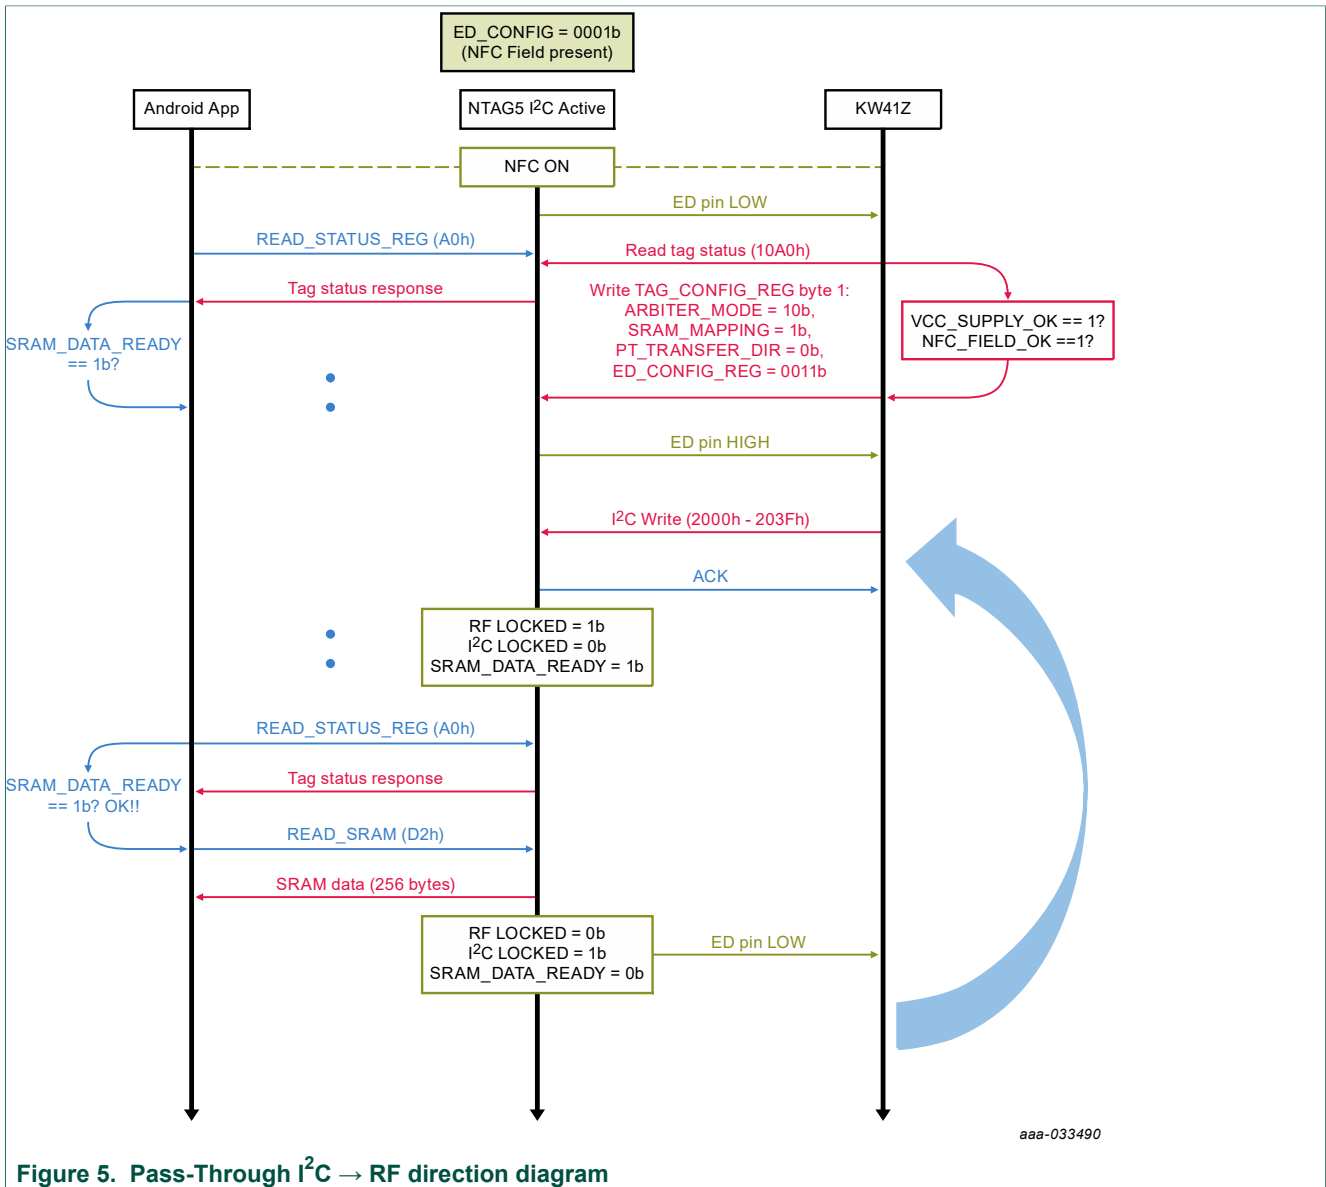 ED_CONFIG = 0001b
(NFC Field present)
Android App
NTAG5 I²C Active
KW41Z
NFC ON
ED pin LOW
READ_STATUS_REG (A0h)
Read tag status (10A0h)
Tag status response
Write TAG_CONFIG_REG byte 1:
ARBITER_MODE = 10b,
SRAM_MAPPING = 1b,
PT_TRANSFER_DIR = 0b,
ED_CONFIG_REG = 0011b
VCC_SUPPLY_OK == 1?
NFC_FIELD_OK ==1?
SRAM_DATA_READY
== 1b?
ED pin HIGH
I²C Write (2000h - 203Fh)
ACK
RF LOCKED = 1b
I²C LOCKED = 0b
SRAM_DATA_READY = 1b
READ_STATUS_REG (A0h)
Tag status response
SRAM_DATA_READY
== 1b? OK!!
READ_SRAM (D2h)
SRAM data (256 bytes)
RF LOCKED = 0b
I²C LOCKED = 1b
SRAM_DATA_READY = 0b
ED pin LOW
aaa-033490
Figure 5. Pass-Through I²C → RF direction diagram